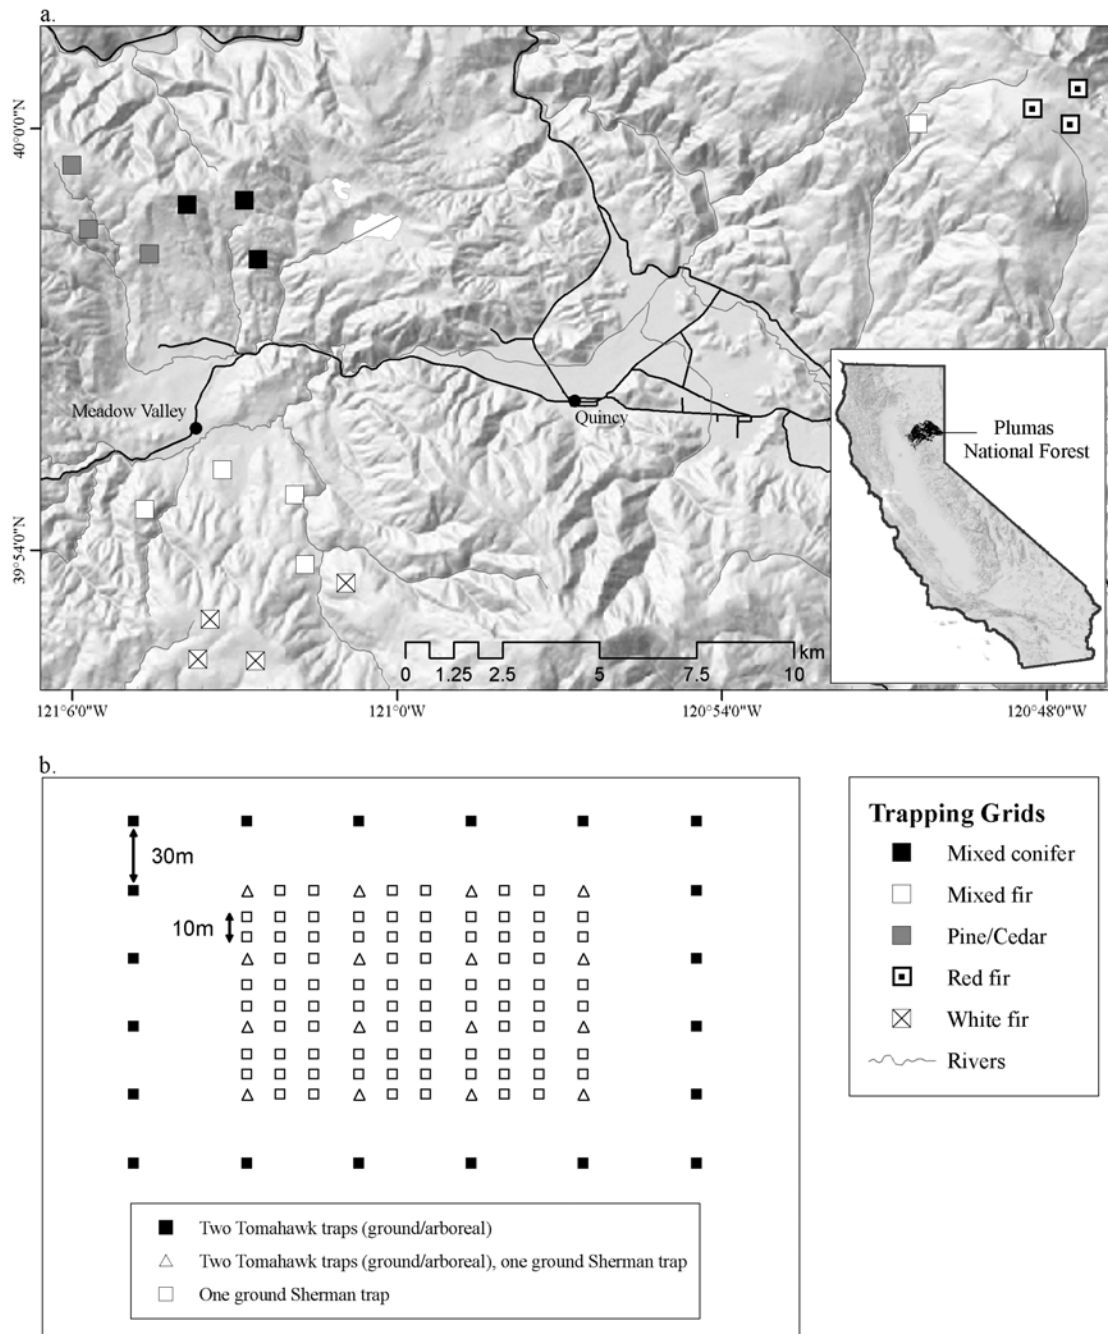 a.
40°0'0"N
39°54'0"N
Meadow Valley
Quincy
Plumas
National Forest
km
0 1.25 2.5 5 7.5 10
121°6'0"W 121°0'W 120°54'0"W 120°48'0"W
b.
30m
10m
Two Tomahawk traps (ground/arboreal)
Two Tomahawk traps (ground/arboreal), one ground Sherman trap
One ground Sherman trap
Trapping Grids
Mixed conifer
Mixed fir
Pine/Cedar
Red fir
White fir
Rivers